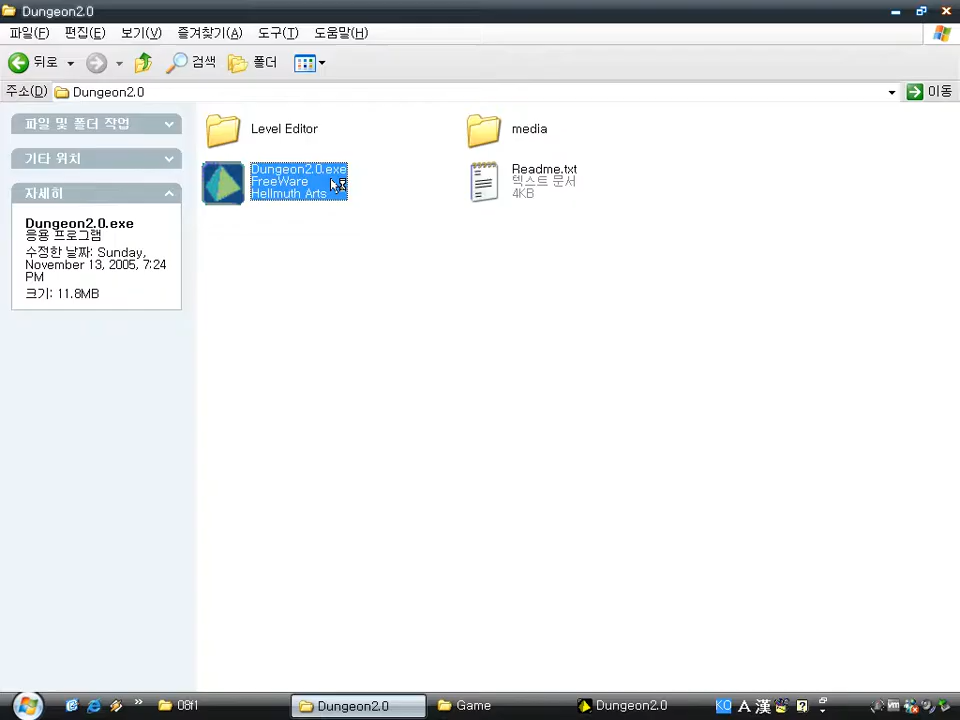 Dungeon2.0
파일(F) 편집(E) 보기(V) 즐겨찾기(A) 도구(T) 도움말(H)
뒤로 검색 폴더
주소(D) Dungeon2.0 이동
파일 및 폴더 작업
기타 위치
자세히
Dungeon2.0.exe
응용 프로그램
수정한 날짜: Sunday,
November 13, 2005, 7:24
PM
크기: 11.8MB
Level Editor
media
Dungeon2.0.exe
FreeWare
Hellmuth Arts
Readme.txt
텍스트 문서
4KB
08f1 Dungeon2.0 Game Dungeon2.0 KO A 漢